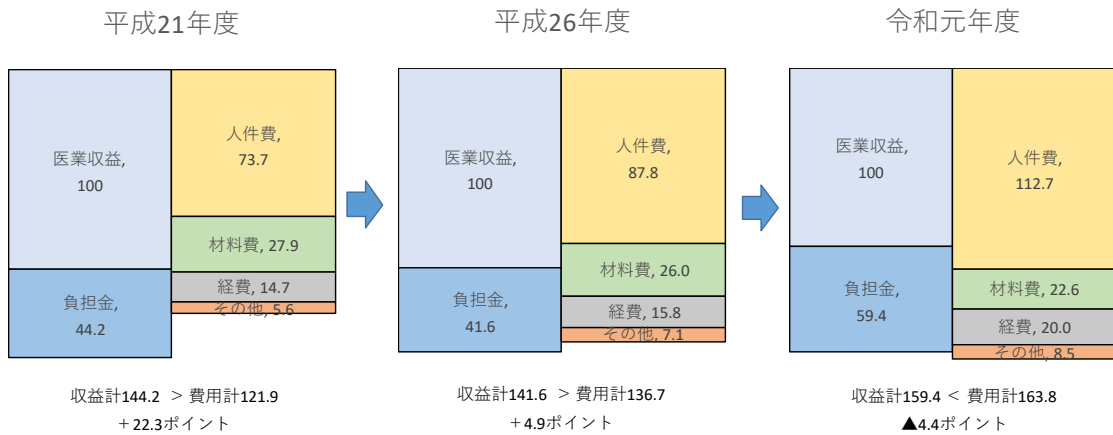 平成21年度
医業収益,
100
負担金,
44.2
人件費,
73.7
材料費, 27.9
経費, 14.7
その他, 5.6
収益計144.2 > 費用計121.9
+22.3ポイント
平成26年度
医業収益,
100
負担金,
41.6
人件費,
87.8
材料費, 26.0
経費, 15.8
その他, 7.1
収益計141.6 > 費用計136.7
+4.9ポイント
令和元年度
医業収益,
100
負担金,
59.4
人件費,
112.7
材料費, 22.6
経費, 20.0
その他, 8.5
収益計159.4 < 費用計163.8
▲4.4ポイント